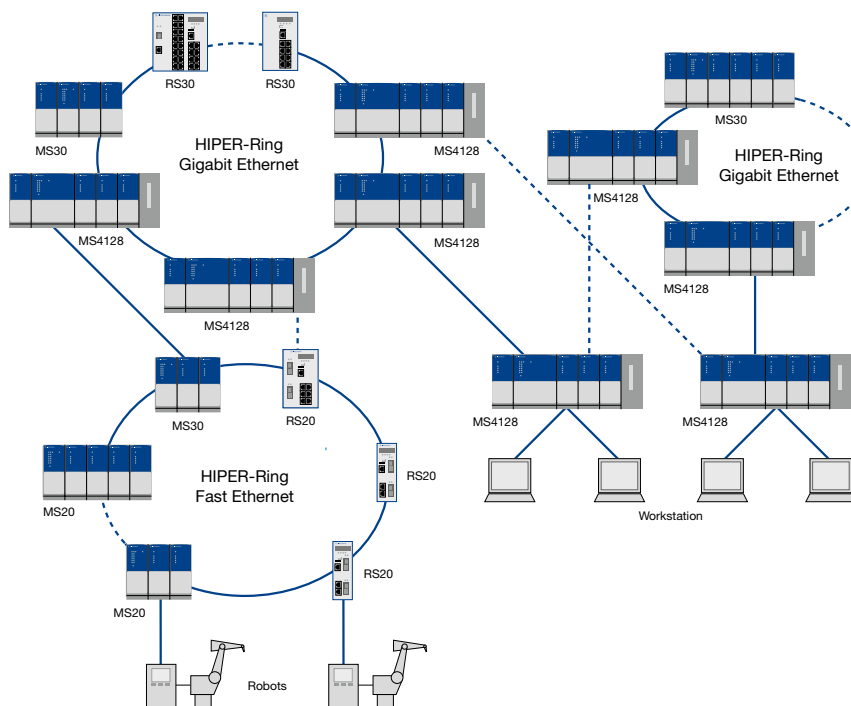 RS30
RS30
MS30
MS30
HIPER-Ring
Gigabit Ethernet
HIPER-Ring
Gigabit Ethernet
MS4128
MS4128
MS4128
MS4128
MS4128
MS4128
MS30
RS20
MS4128
MS4128
HIPER-Ring
Fast Ethernet
RS20
MS20
Workstation
RS20
MS20
Robots